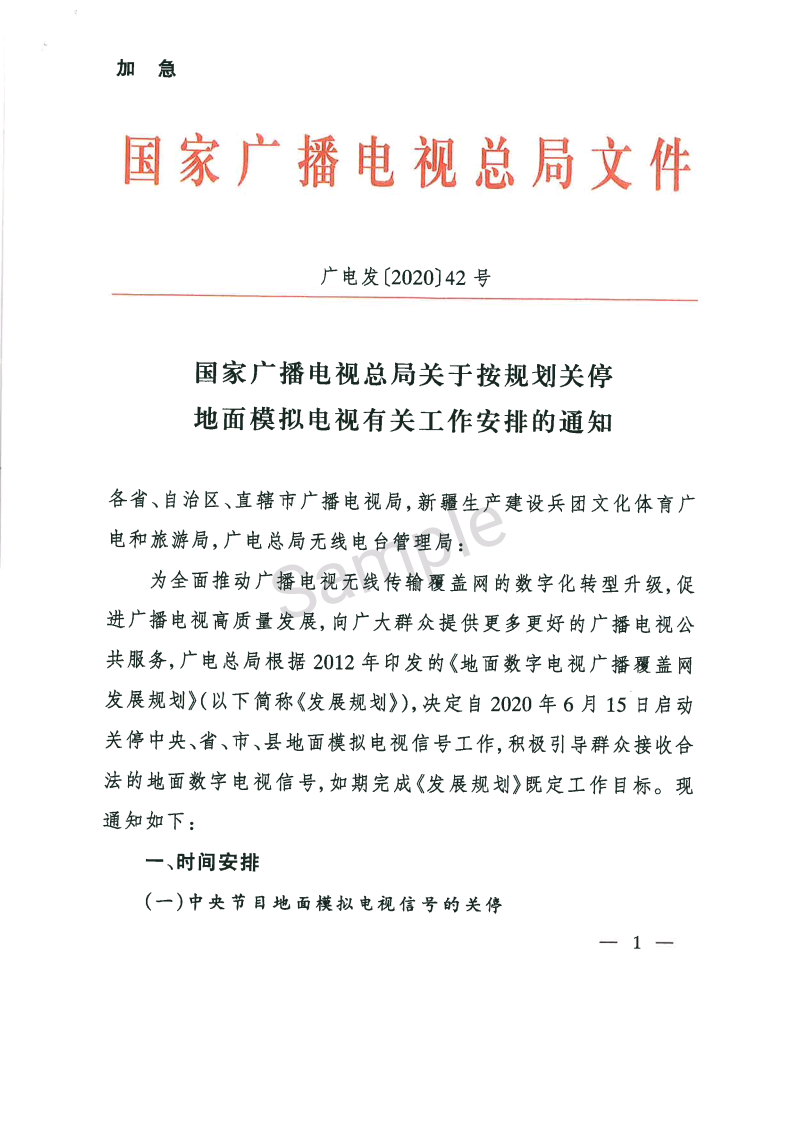 加 急
国家广播电视总局文件
广电发〔2020〕42 号
国家广播电视总局关于按规划关停
地面模拟电视有关工作安排的通知
各省、自治区、直辖市广播电视局,新疆生产建设兵团文化体育广
电和旅游局,广电总局无线电台管理局:
为全面推动广播电视无线传输覆盖网的数字化转型升级,促
进广播电视高质量发展,向广大群众提供更多更好的广播电视公
共服务,广电总局根据 2012 年印发的《地面数字电视广播覆盖网
发展规划》(以下简称《发展规划》),决定自 2020 年 6 月 15 日启动
关停中央、省、市、县地面模拟电视信号工作,积极引导群众接收合
法的地面数字电视信号,如期完成《发展规划》既定工作目标。现
通知如下:
一、时间安排
(一)中央节目地面模拟电视信号的关停
— 1 —
Sample